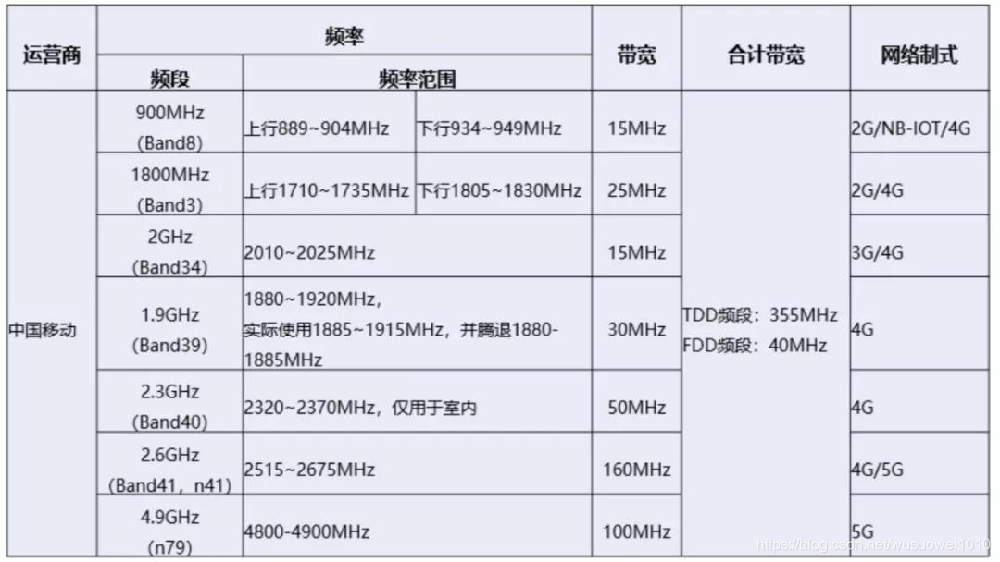 运营商
频率
带宽
合计带宽
网络制式
频段
频率范围
中国移动
900MHz
（Band8）
上行889~904MHz
下行934~949MHz
15MHz
2G/NB-IOT/4G
1800MHz
（Band3）
上行1710~1735MHz
下行1805~1830MHz
25MHz
2G/4G
2GHz
（Band34）
2010~2025MHz
15MHz
3G/4G
1.9GHz
（Band39）
1880~1920MHz，
实际使用1885~1915MHz，并腾退1880-
1885MHz
30MHz
TDD频段：355MHz
FDD频段：40MHz
4G
2.3GHz
（Band40）
2320~2370MHz，仅用于室内
50MHz
4G
2.6GHz
（Band41，n41）
2515~2675MHz
160MHz
4G/5G
4.9GHz
（n79）
4800-4900MHz
100MHz
5G
https://blog.csdn.net/wusuowei1010